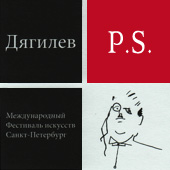 Дягилев
P.S.
Международный
Фестиваль искусств
Санкт-Петербург